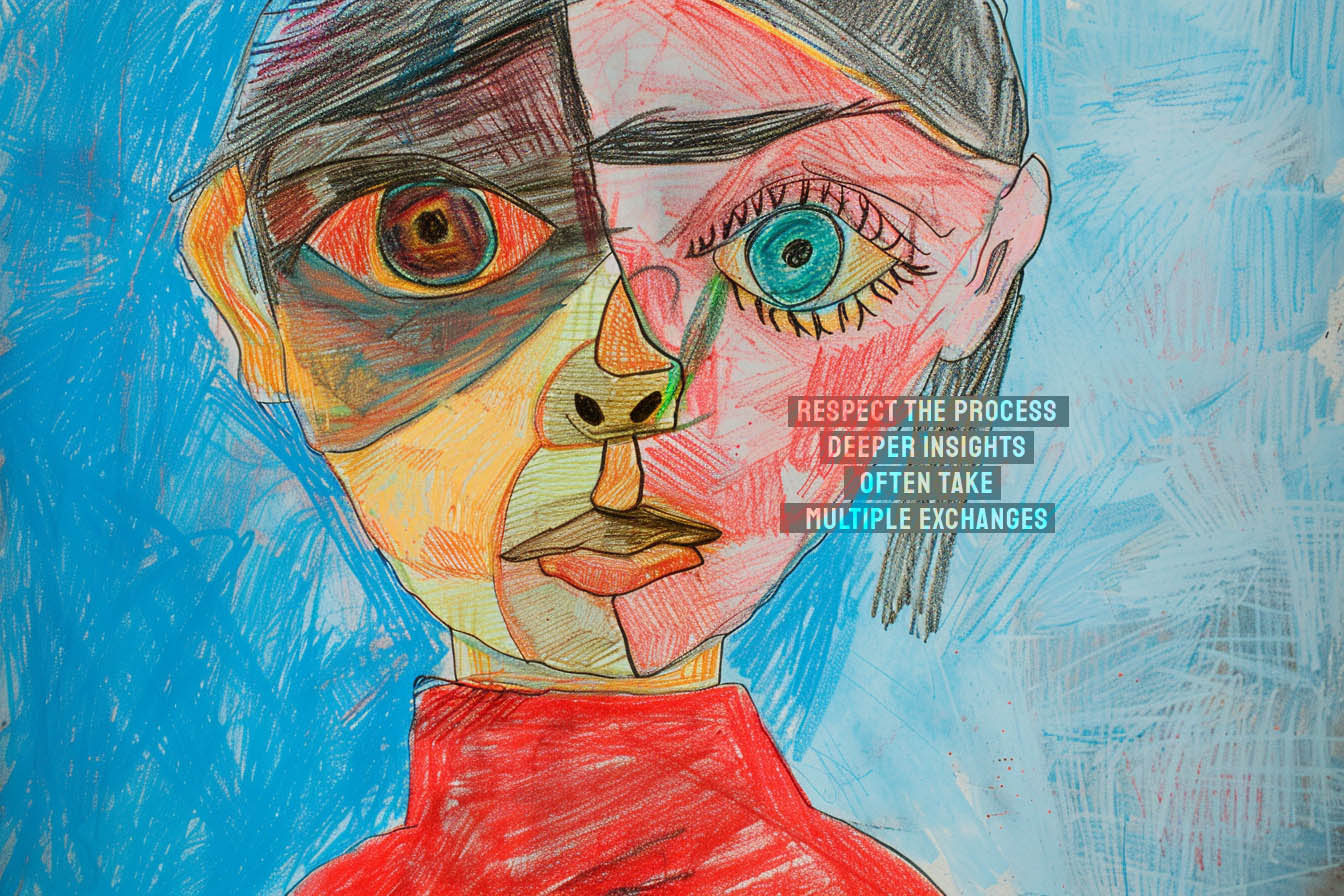 RESPECT THE PROCESS
DEEPER INSIGHTS
OFTEN TAKE
MULTIPLE EXCHANGES